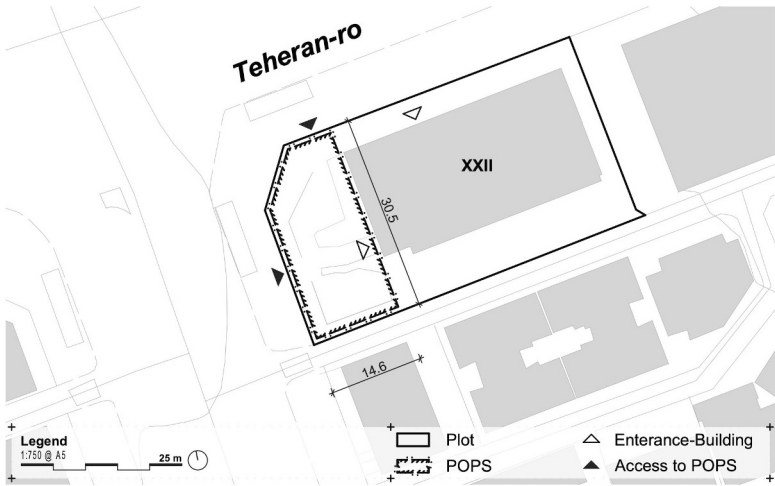 Teheran-ro
XXII
30.5
14.6
Legend
1:750 @ A5
25 m
Plot
POPS
Enterance-Building
Access to POPS